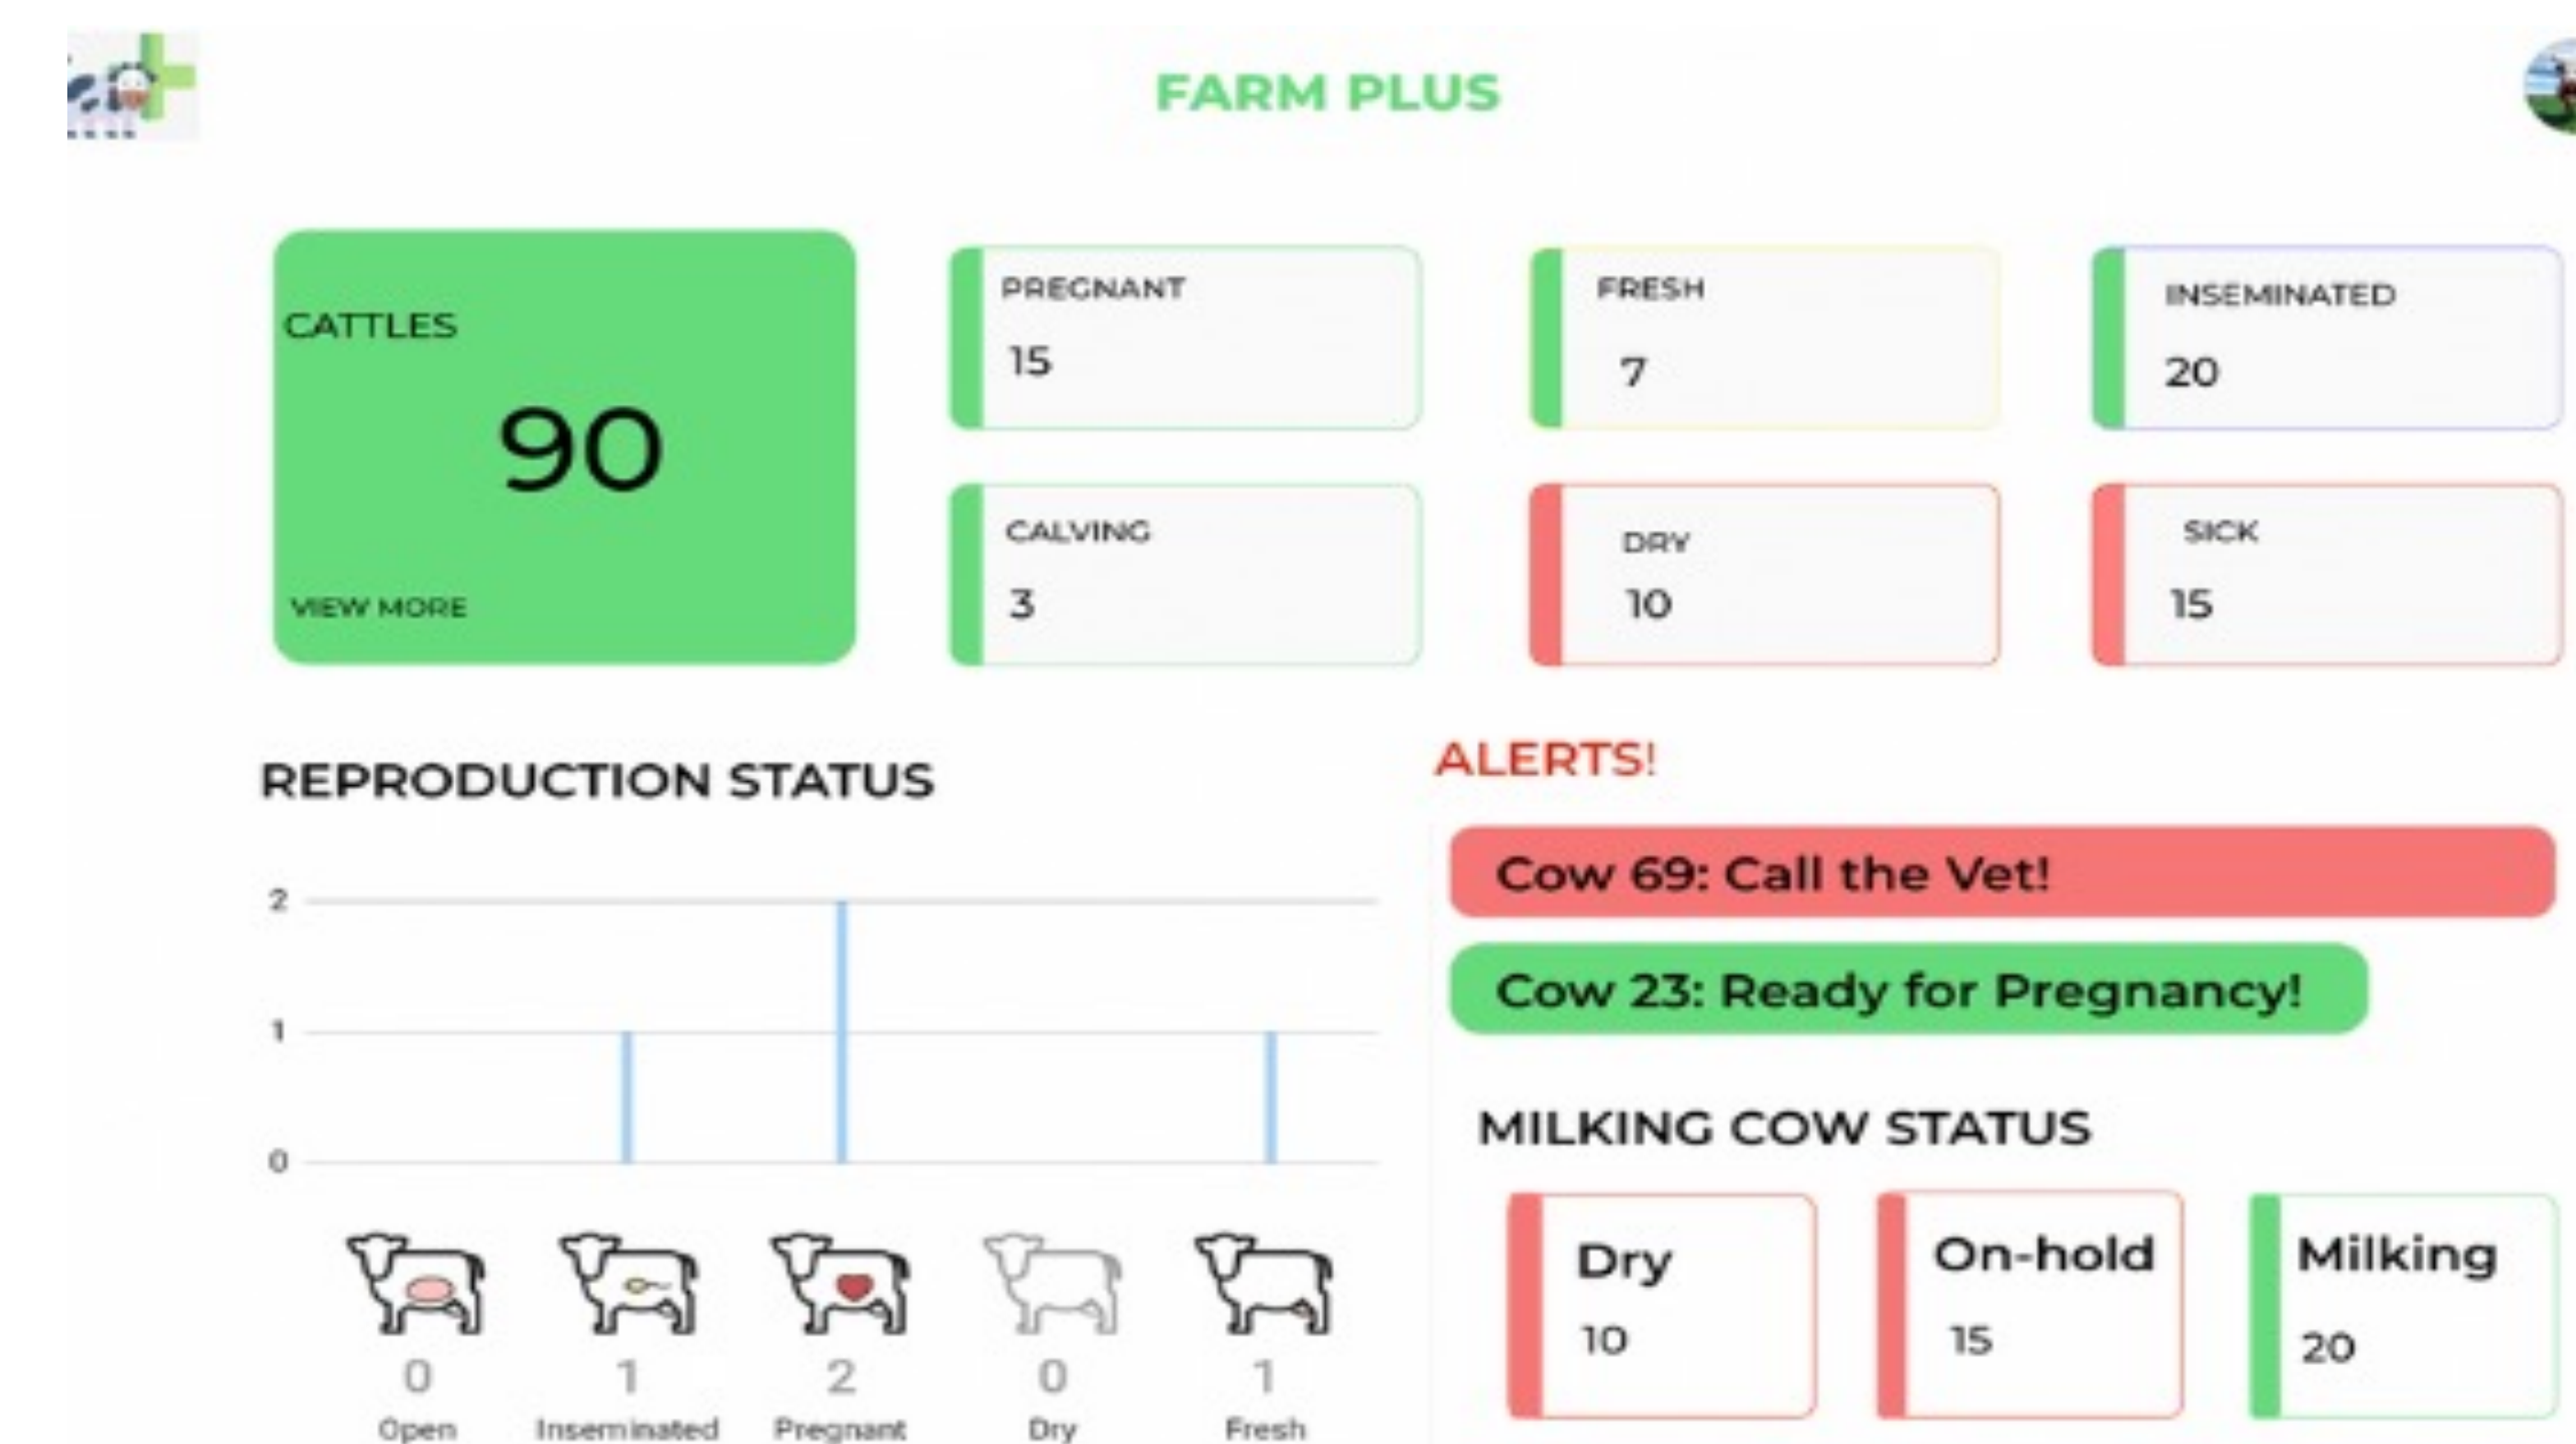 FARM PLUS
CATTLES
90
VIEW MORE
PREGNANT
15
FRESH
7
INSEMINATED
20
CALVING
3
DRY
10
SICK
15
REPRODUCTION STATUS
2
1
0
0
1
2
0
1
Open
Inseminated
Pregnant
Dry
Fresh
ALERTS!
Cow 69: Call the Vet!
Cow 23: Ready for Pregnancy!
MILKING COW STATUS
Dry
10
On-hold
15
Milking
20